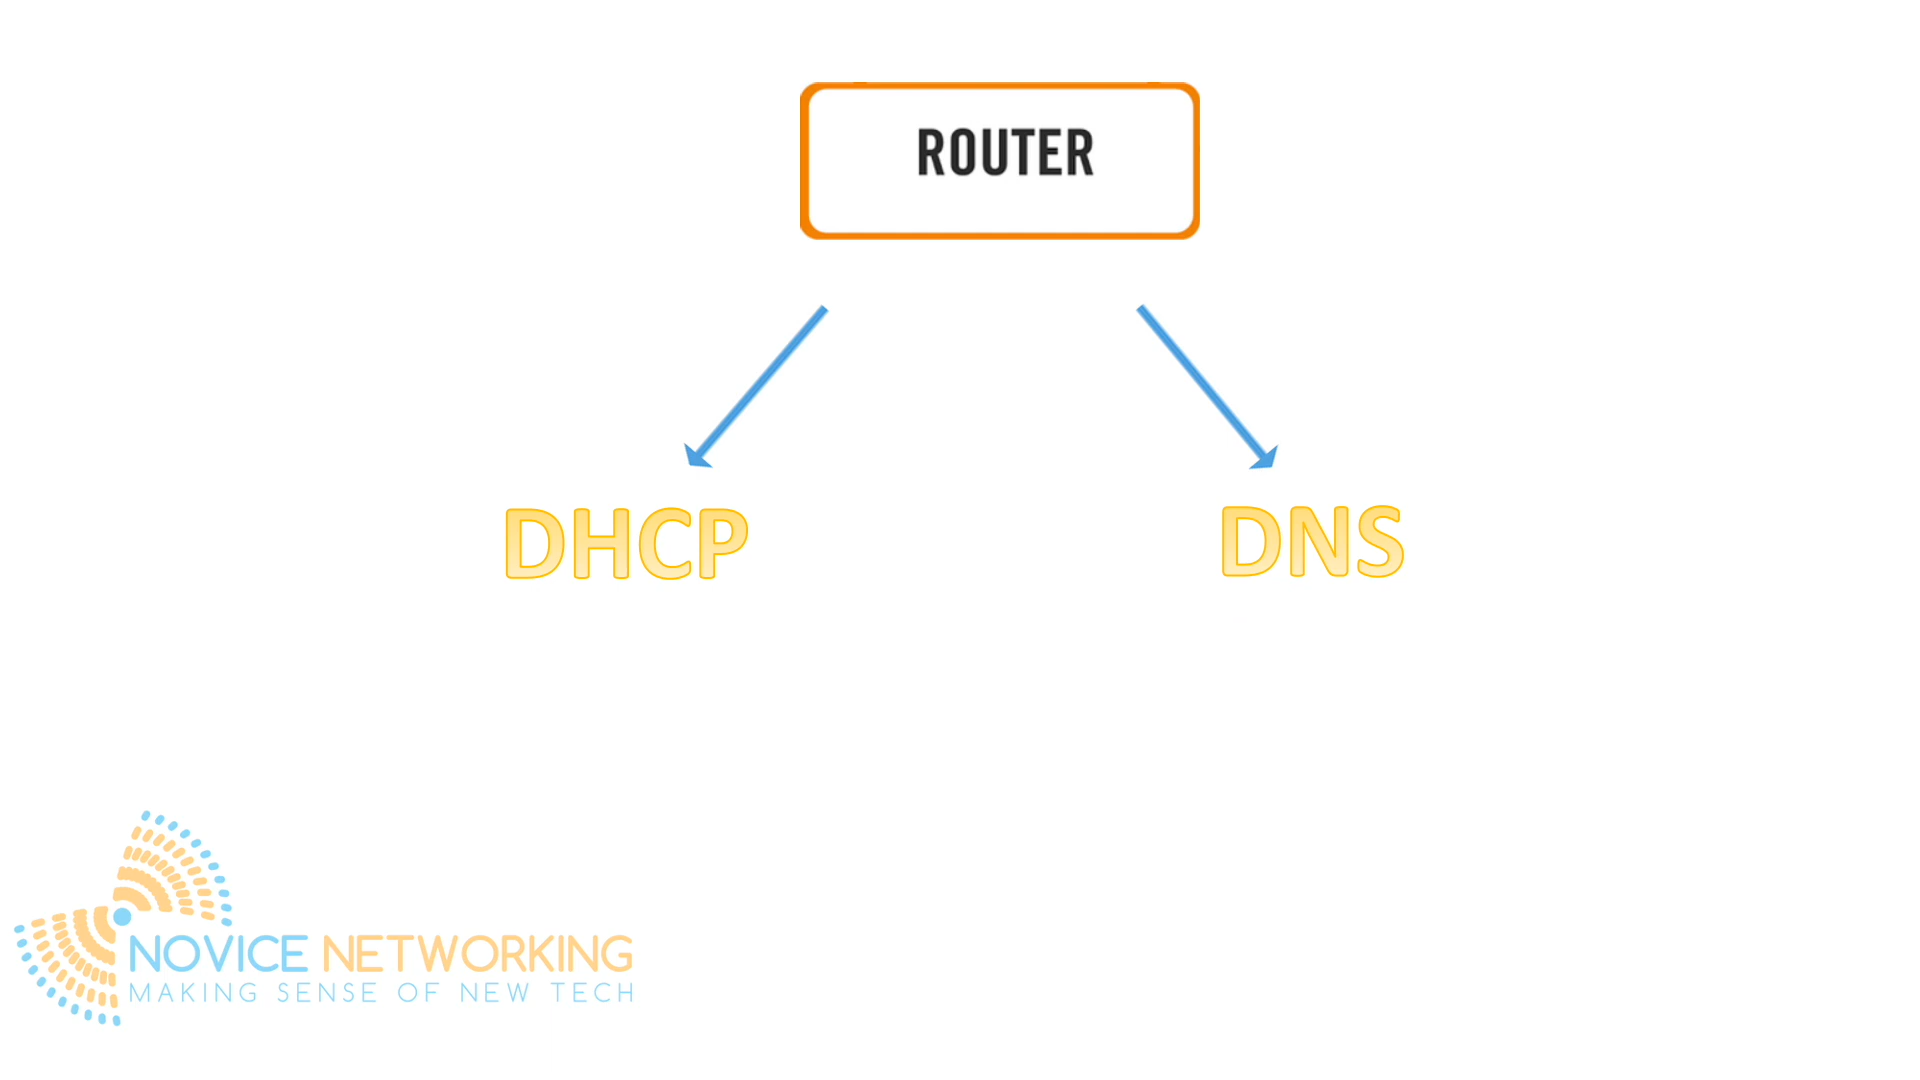 ROUTER
DHCP
DNS
NOVICE NETWORKING
MAKING SENSE OF NEW TECH